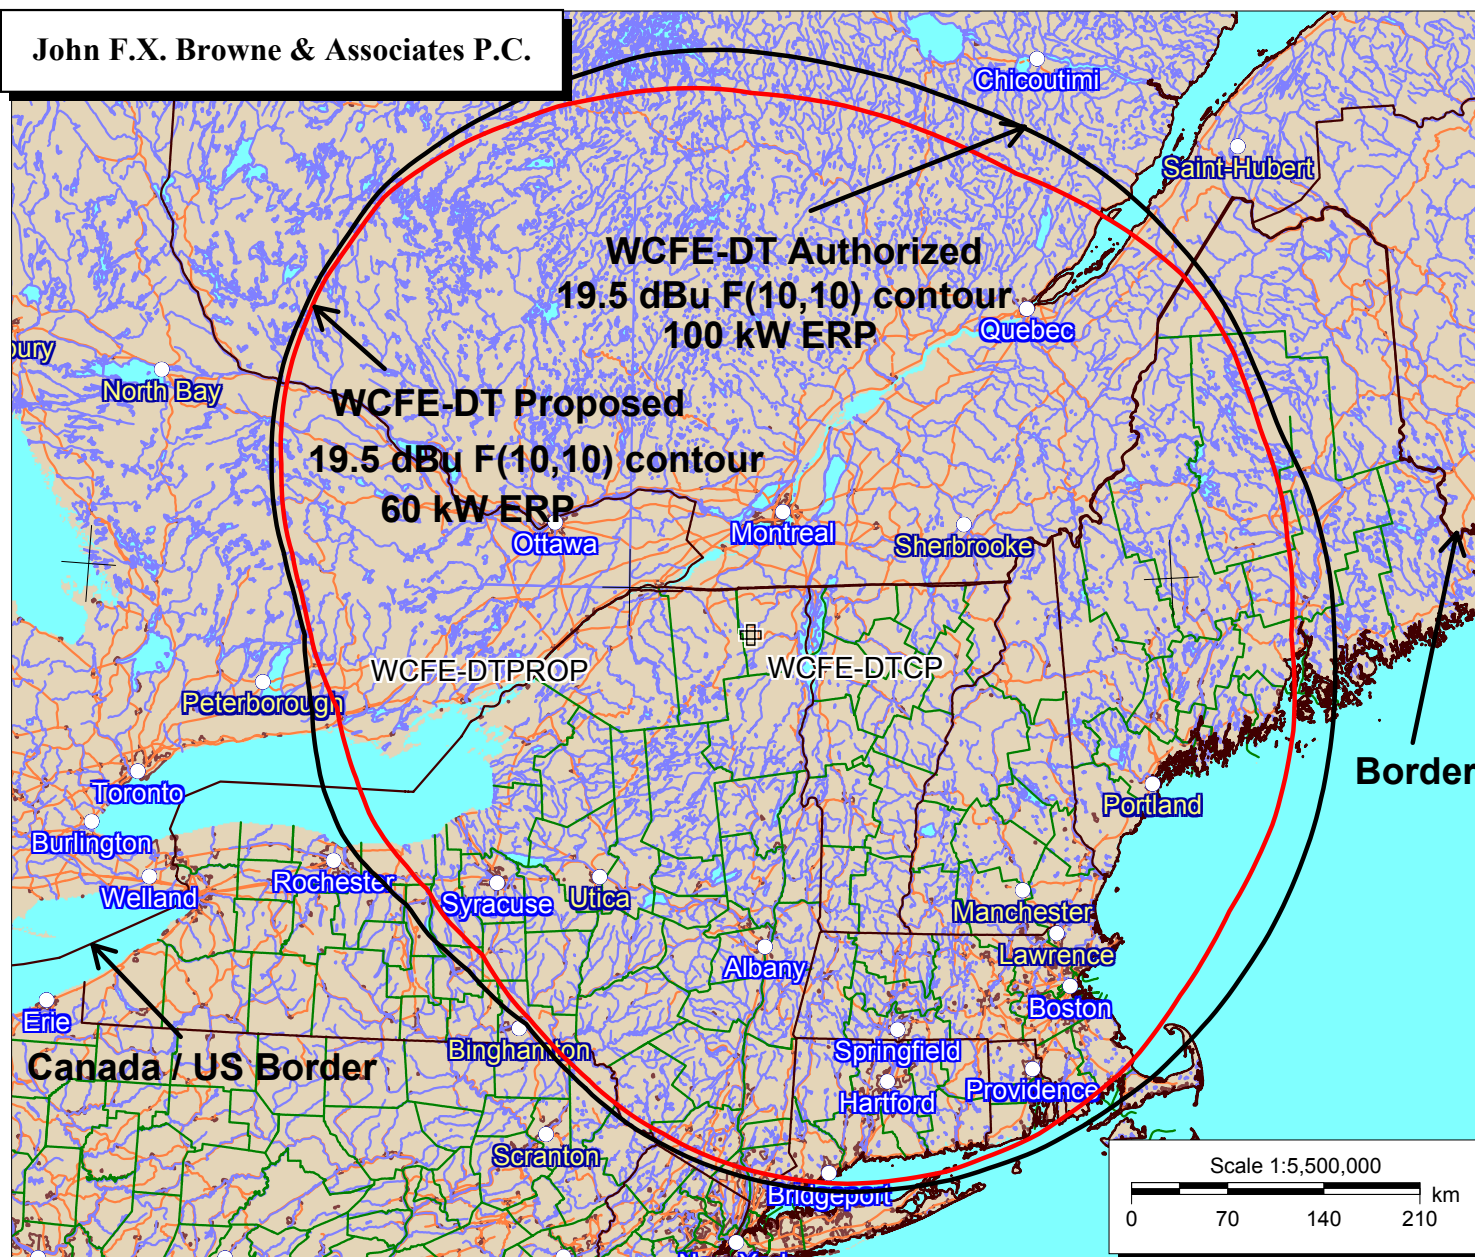 John F.X. Browne & Associates P.C.
Chicoutimi
Saint-Hubert
WCFE-DT Authorized
19.5 dBu F(10,10) contour
100 kW ERP
Quebec
North Bay
WCFE-DT Proposed
19.5 dBu F(10,10) contour
60 kW ERP
Ottawa
Montreal
Sherbrooke
WCFE-DTPROP
WCFE-DTCP
Peterborough
Toronto
Border
Portland
Burlington
Welland
Rochester
Syracuse
Utica
Manchester
Lawrence
Albany
Boston
Erie
Binghamton
Springfield
Canada / US Border
Providence
Hartford
Scranton
Bridgeport
Scale 1:5,500,000
km
0 70 140 210